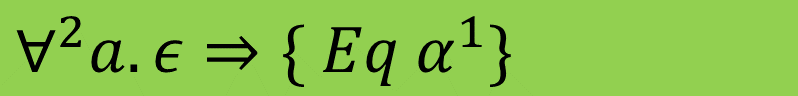 ∀²a. ϵ ⇒ { Eq α¹}